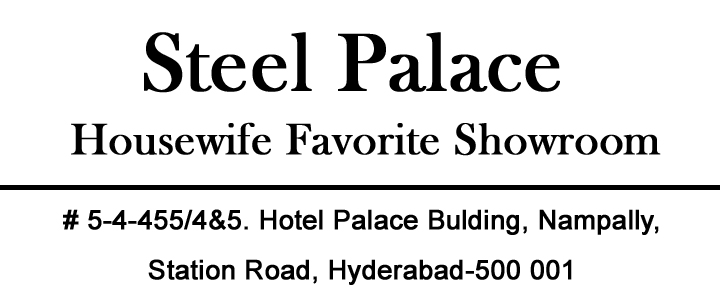 Steel Palace
Housewife Favorite Showroom
# 5-4-455/4&5. Hotel Palace Bulding, Nampally,
Station Road, Hyderabad-500 001